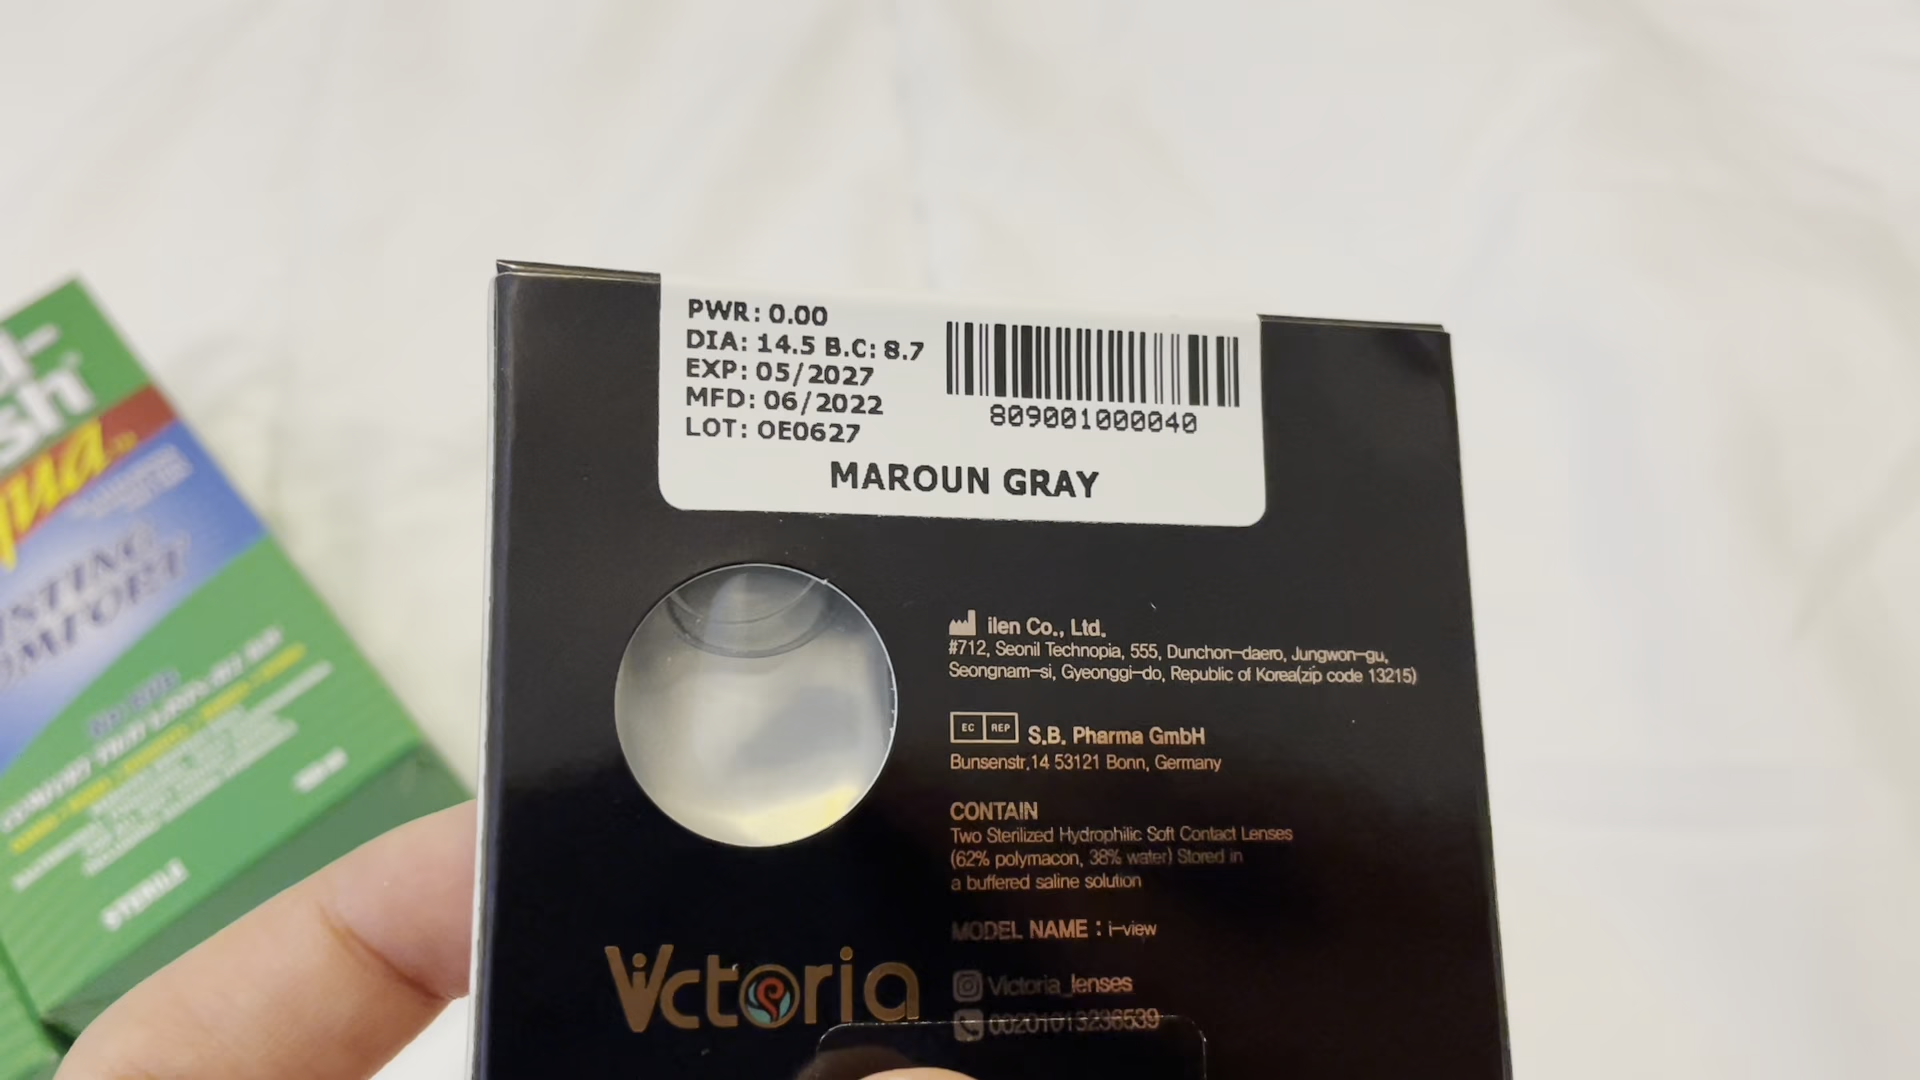 PWR: 0.00
DIA: 14.5 B.C: 8.7
EXP: 05/2027
MFD: 06/2022
LOT: OE0627
809001000040
MAROUN GRAY
ilen Co., Ltd.
#712, Seonil Technopia, 555, Dunchon-daero, Jungwon-gu,
Seongnam-si, Gyeonggi-do, Republic of Korea(zip code 13215)
EC REP S.B. Pharma GmbH
Bunsenstr.14 53121 Bonn, Germany
CONTAIN
Two Sterilized Hydrophilic Soft Contact Lenses
(62% polymacon, 38% water) Stored in
a buffered saline solution
MODEL NAME : i-view
Victoria
Victoria_lenses
00201013236539
STERILE